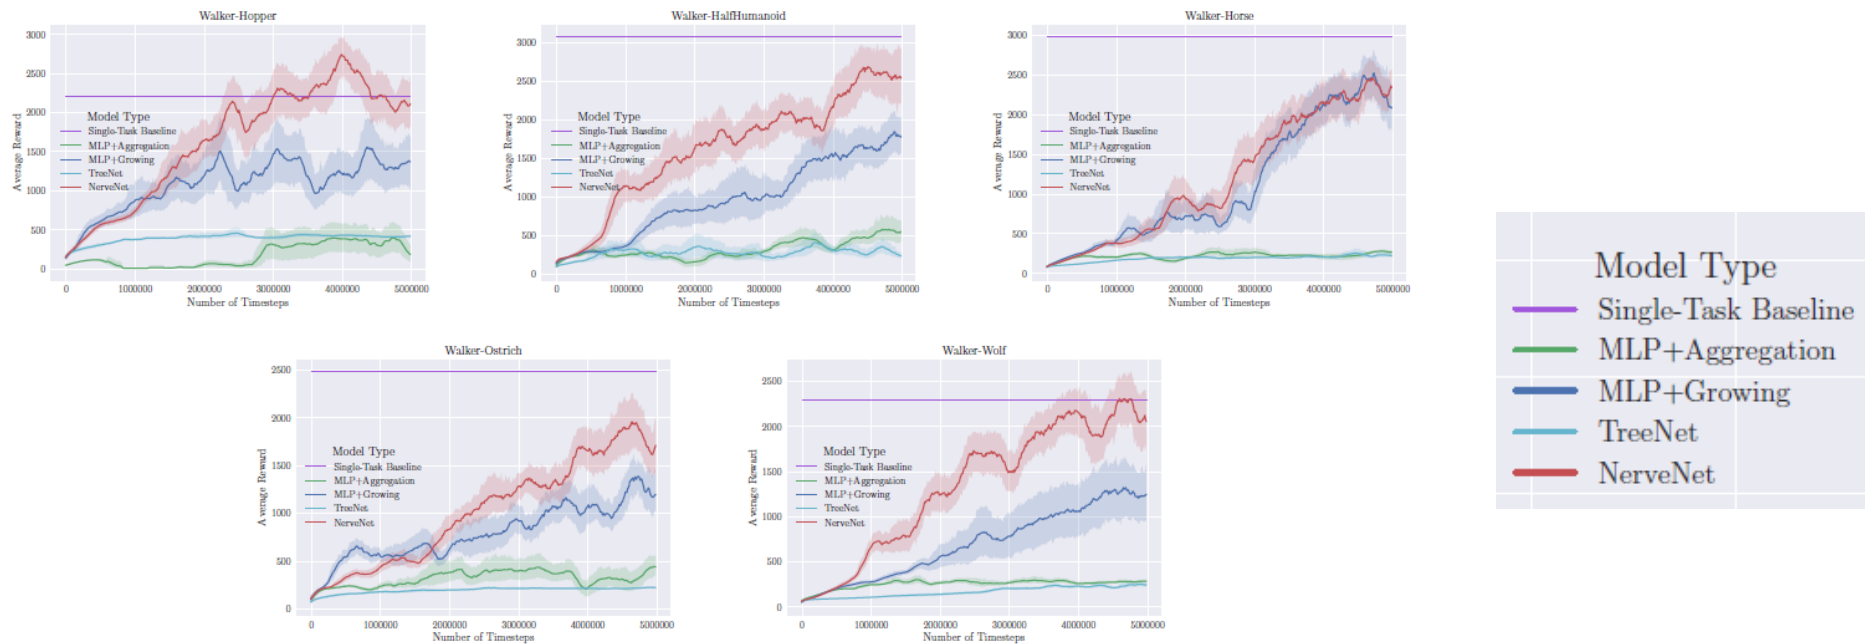 Walker-Hopper
3000
2500
2000
1500
1000
500
0
Average Reward
Model Type
Single-Task Baseline
MLP+Aggregation
MLP+Growing
TreeNet
NerveNet
0 1000000 2000000 3000000 4000000 5000000
Number of Timesteps
Walker-HalfHumanoid
3000
2500
2000
1500
1000
500
0
Average Reward
Model Type
Single-Task Baseline
MLP+Aggregation
MLP+Growing
TreeNet
NerveNet
0 1000000 2000000 3000000 4000000 5000000
Number of Timesteps
Walker-Horse
3000
2500
2000
1500
1000
500
0
Average Reward
Model Type
Single-Task Baseline
MLP+Aggregation
MLP+Growing
TreeNet
NerveNet
0 1000000 2000000 3000000 4000000 5000000
Number of Timesteps
Walker-Ostrich
2500
2000
1500
1000
500
0
Average Reward
Model Type
Single-Task Baseline
MLP+Aggregation
MLP+Growing
TreeNet
NerveNet
0 1000000 2000000 3000000 4000000 5000000
Number of Timesteps
Walker-Wolf
2500
2000
1500
1000
500
0
Average Reward
Model Type
Single-Task Baseline
MLP+Aggregation
MLP+Growing
TreeNet
NerveNet
0 1000000 2000000 3000000 4000000 5000000
Number of Timesteps
Model Type
Single-Task Baseline
MLP+Aggregation
MLP+Growing
TreeNet
NerveNet